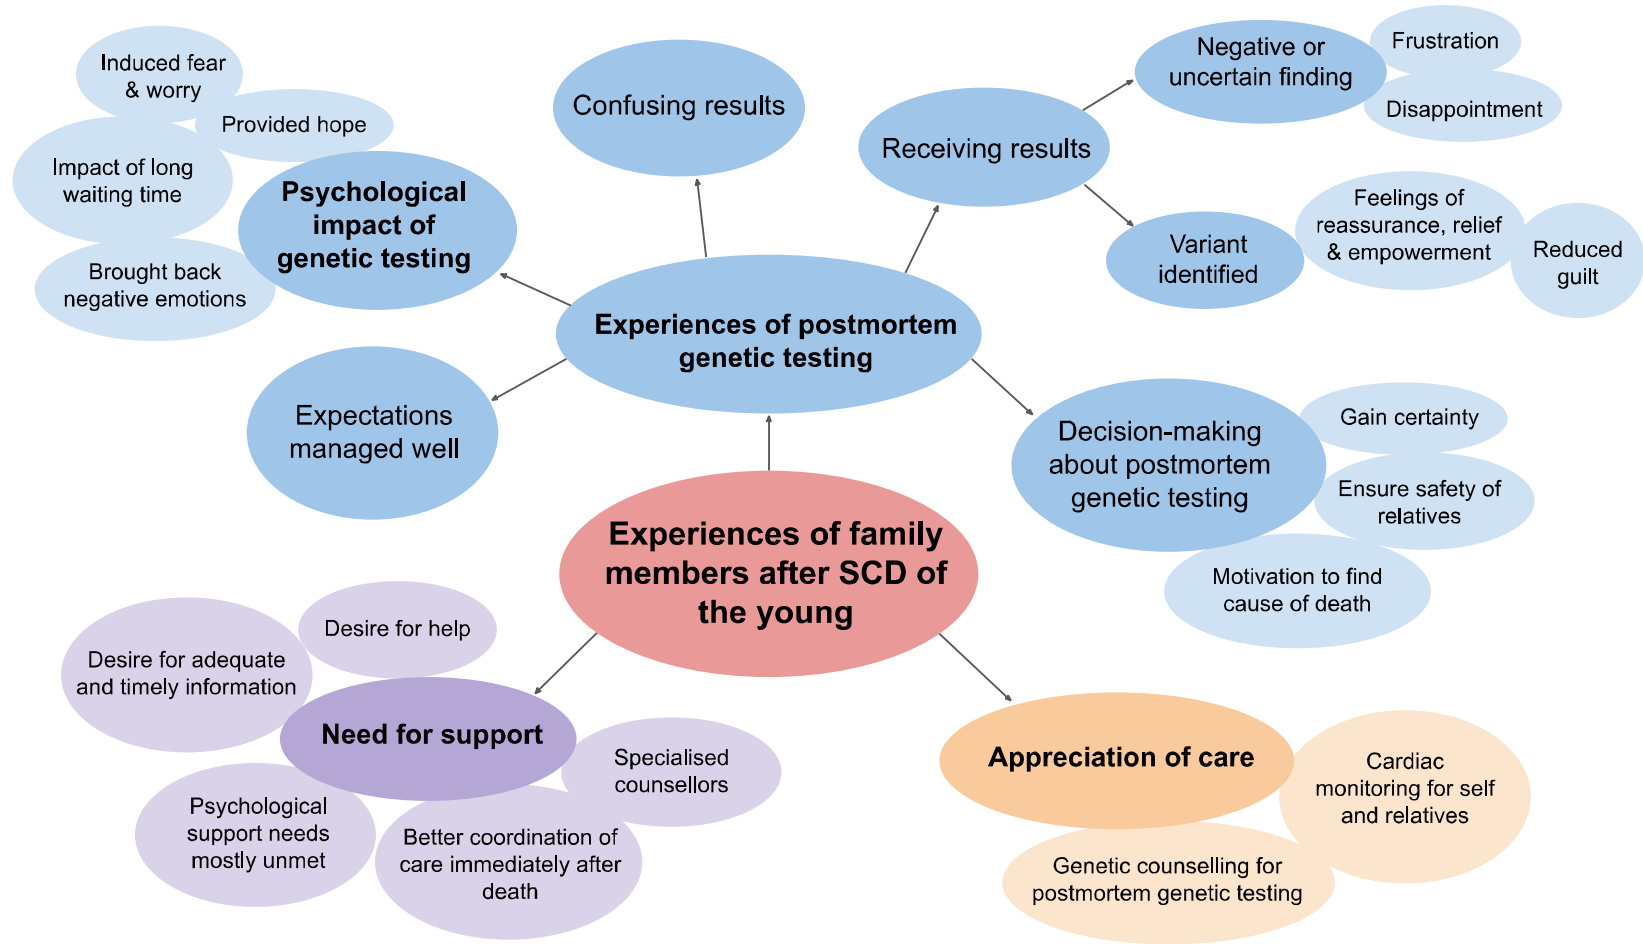 Induced fear
& worry
Provided hope
Impact of long
waiting time
Brought back
negative emotions
Psychological
impact of
genetic testing
Confusing results
Receiving results
Negative or
uncertain finding
Frustration
Disappointment
Variant
identified
Feelings of
reassurance, relief
& empowerment
Reduced
guilt
Experiences of postmortem
genetic testing
Expectations
managed well
Decision-making
about postmortem
genetic testing
Gain certainty
Ensure safety of
relatives
Motivation to find
cause of death
Experiences of family
members after SCD of
the young
Desire for help
Desire for adequate
and timely information
Need for support
Specialised
counsellors
Psychological
support needs
mostly unmet
Better coordination of
care immediately after
death
Appreciation of care
Cardiac
monitoring for self
and relatives
Genetic counselling for
postmortem genetic testing